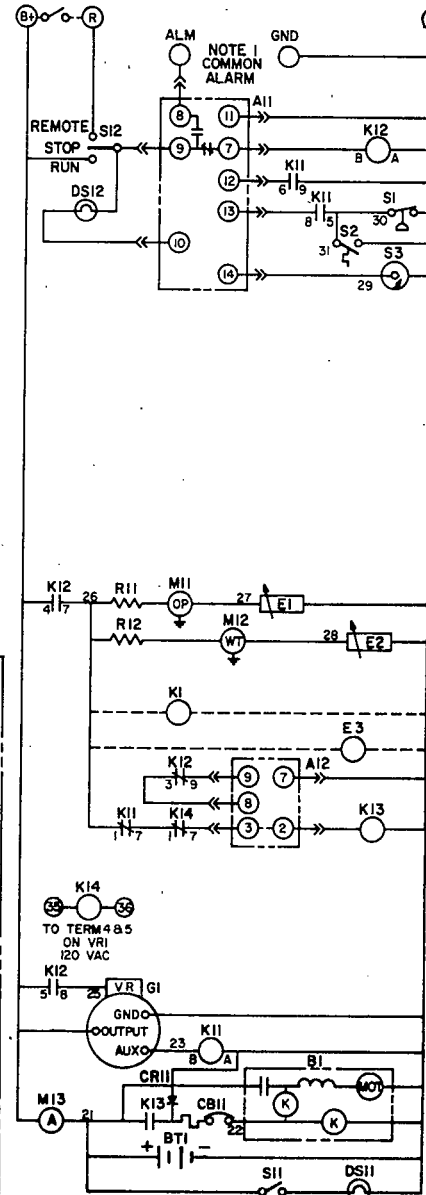 B+ R
ALM NOTE 1 GND
COMMON
ALARM
A11
8 11
REMOTE S12 K12
STOP 9 7 B A
RUN K11
12 6 9
DS12 K11 S1
13 8 5 30
S2
10 31
S3
14 29
K12 26 R11 M11 27 E1
4 7 OP
R12 M12 28 E2
WT
K1
E3
K12 A12
3 9 9 7
8
K11 K14 K13
1 7 1 7 3 2
K14
35 36
TO TERM 4 & 5
ON VR1
120 VAC
K12
5 8 25 VR G1
GND
OUTPUT 23 K11
AUX B A
CR11 B1
M13 K13 CB11 MOT
A 21 22 K K
+ BT1 -
S11 DS11